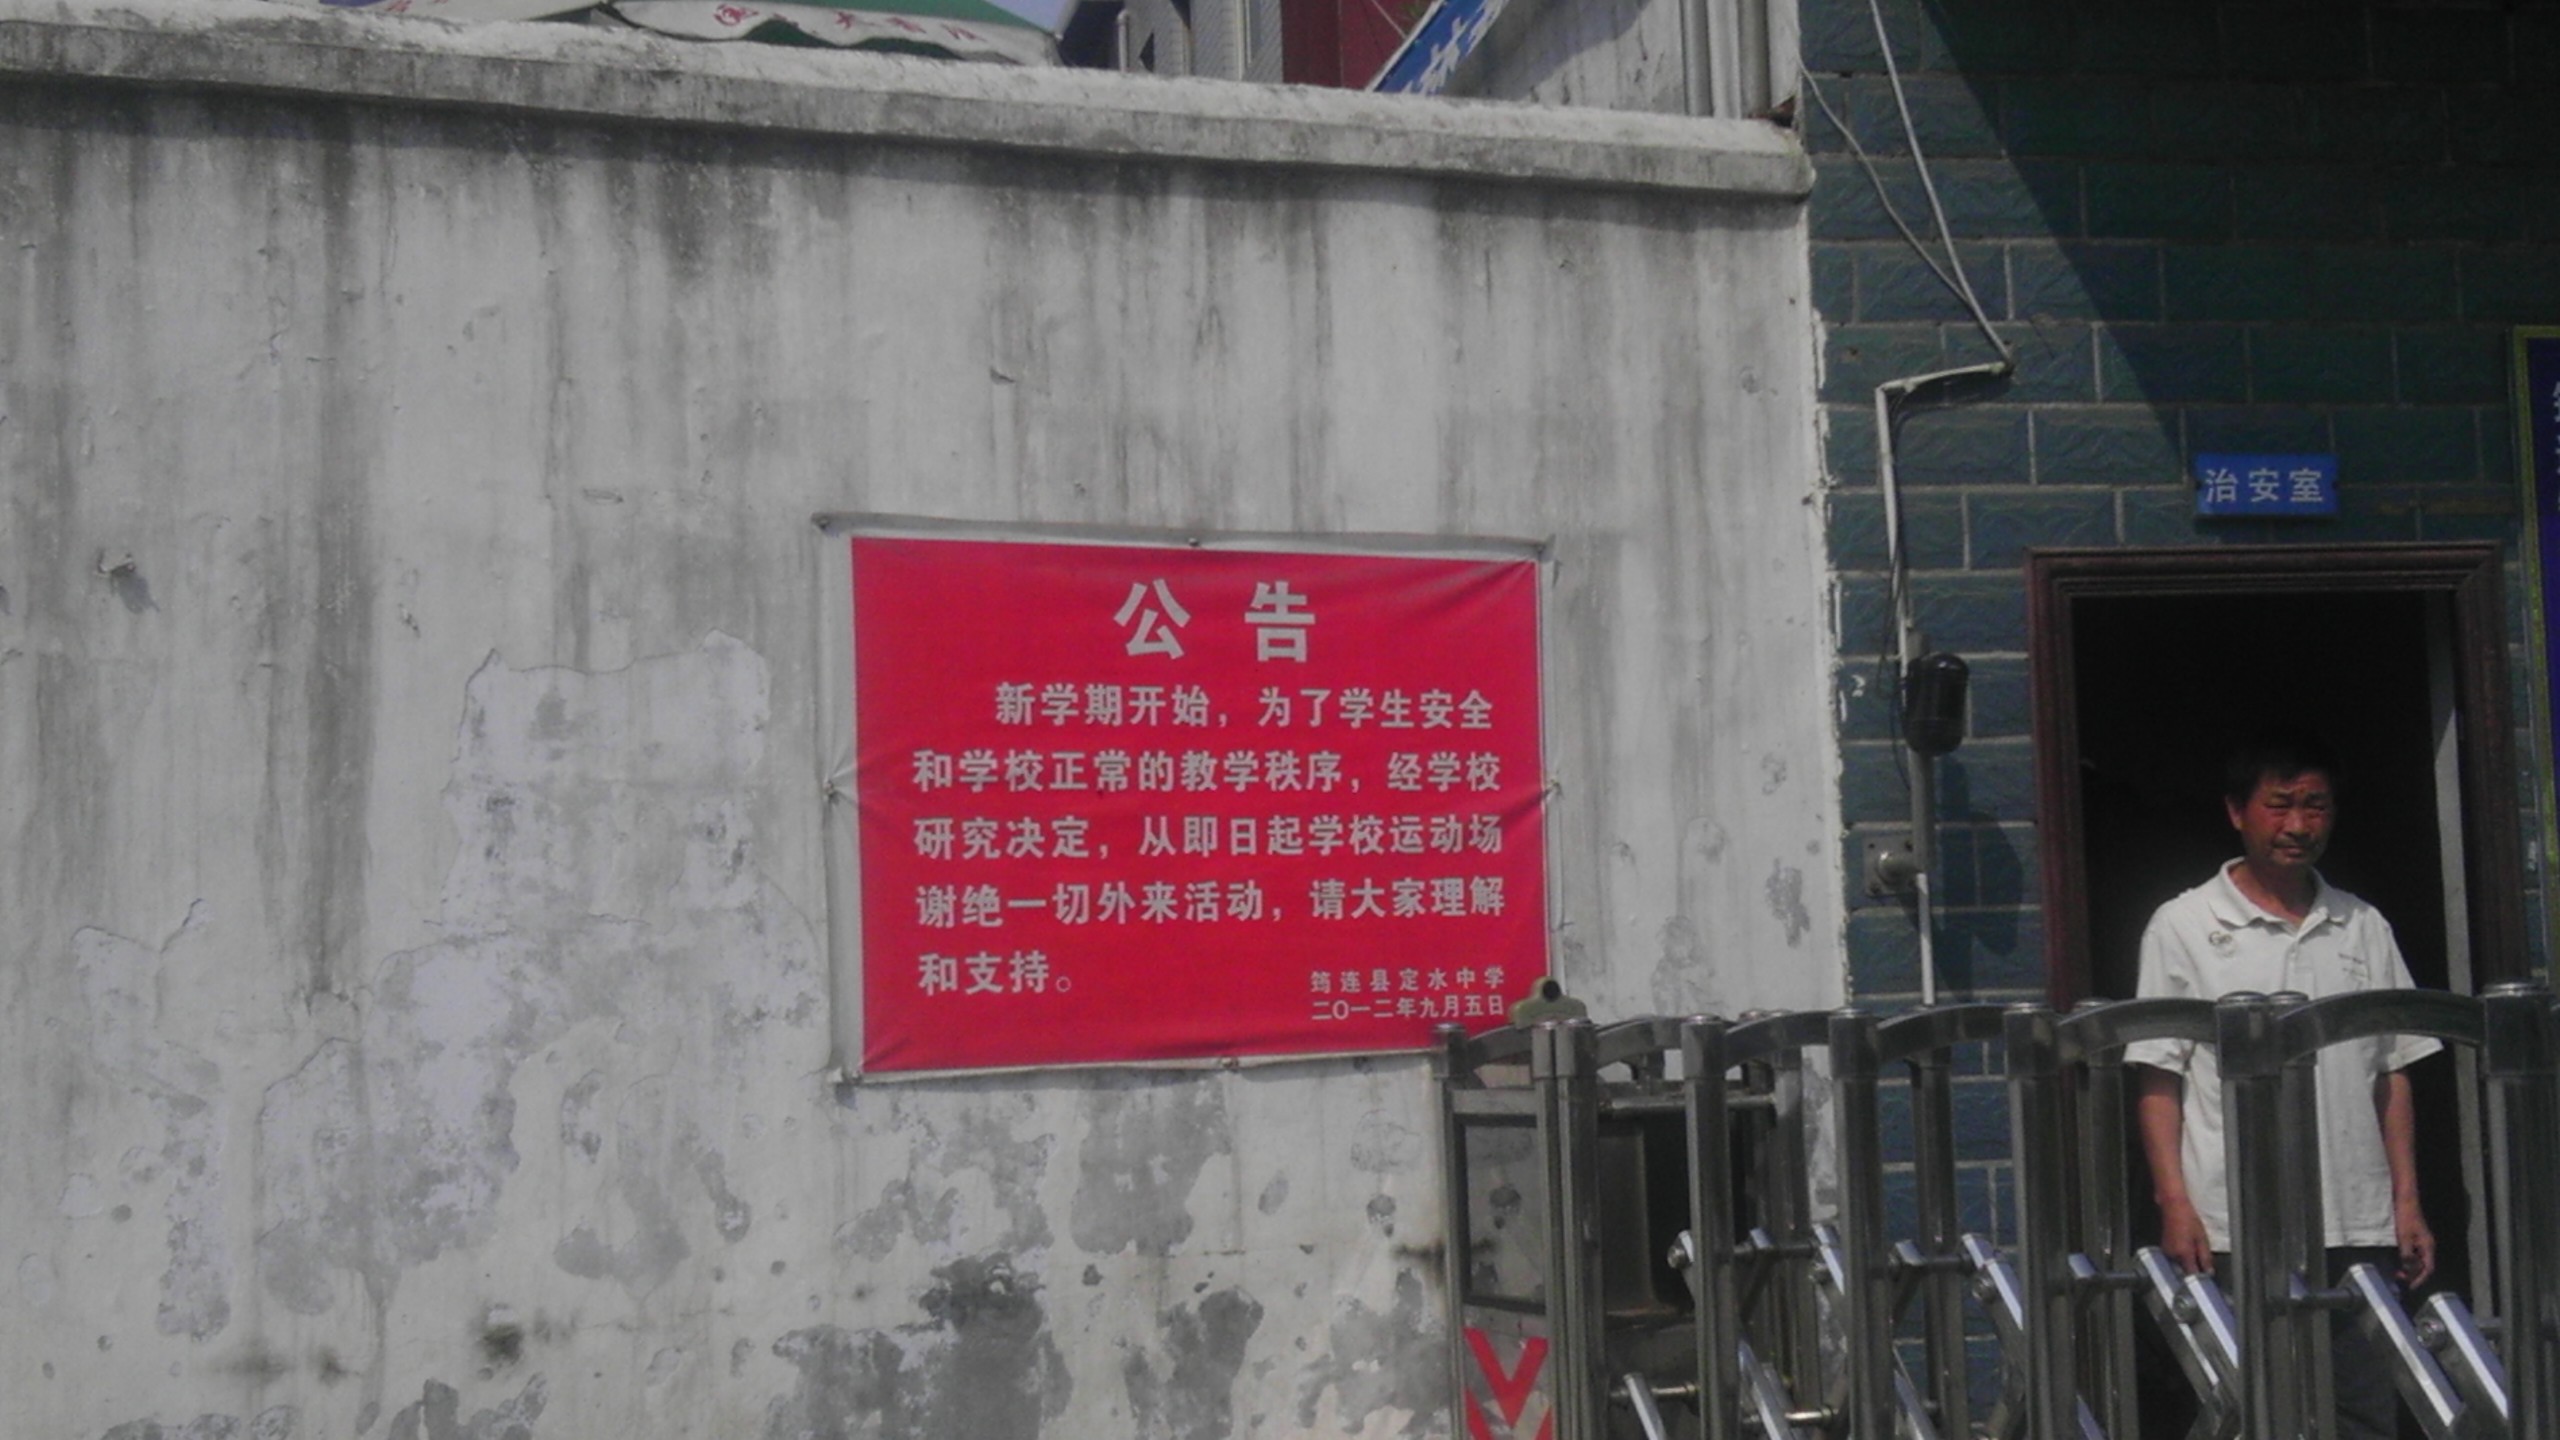 公 告
新学期开始，为了学生安全
和学校正常的教学秩序，经学校
研究决定，从即日起学校运动场
谢绝一切外来活动，请大家理解
和支持。
筠连县定水中学
二〇一二年九月五日
治安室